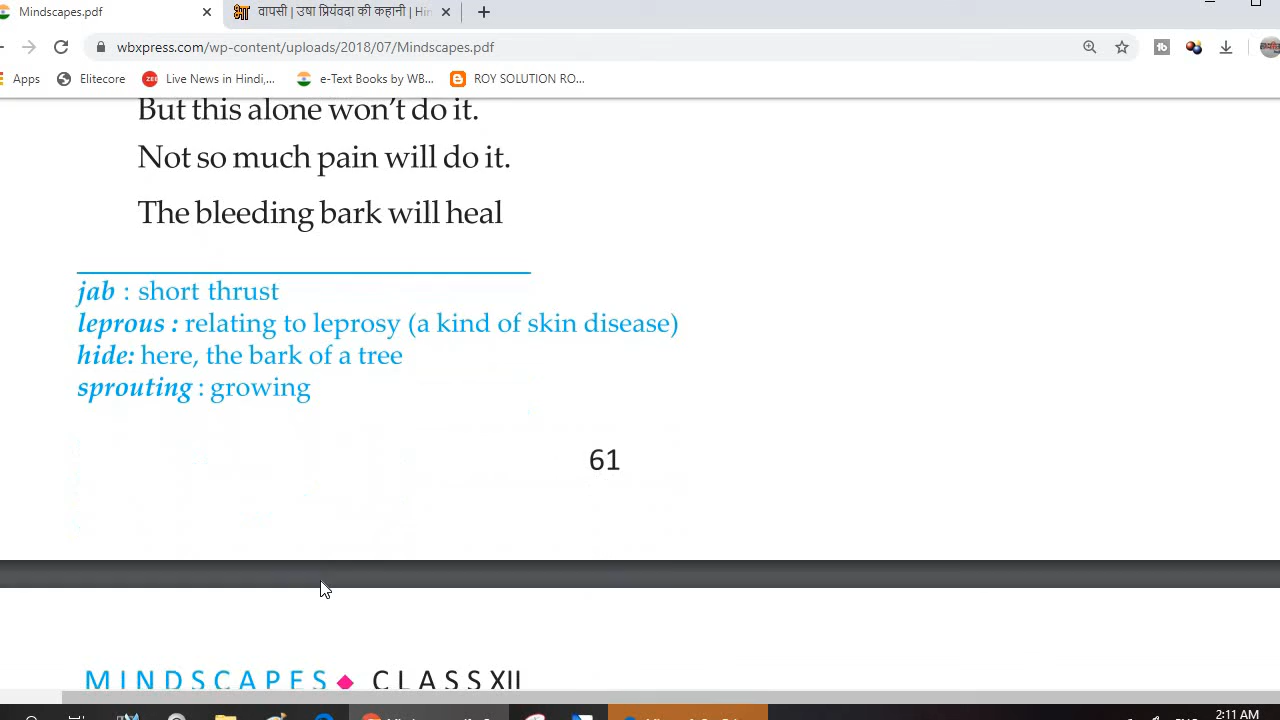 Mindscapes.pdf
वापसी | उषा प्रियंवदा की कहानी | Hin
wbxpress.com/wp-content/uploads/2018/07/Mindscapes.pdf
Apps Elitecore Live News in Hindi,... e-Text Books by WB... ROY SOLUTION RO...
But this alone won't do it.
Not so much pain will do it.
The bleeding bark will heal
jab : short thrust
leprous : relating to leprosy (a kind of skin disease)
hide: here, the bark of a tree
sprouting : growing
61
MINDSCAPES CLASS XII
2:11 AM